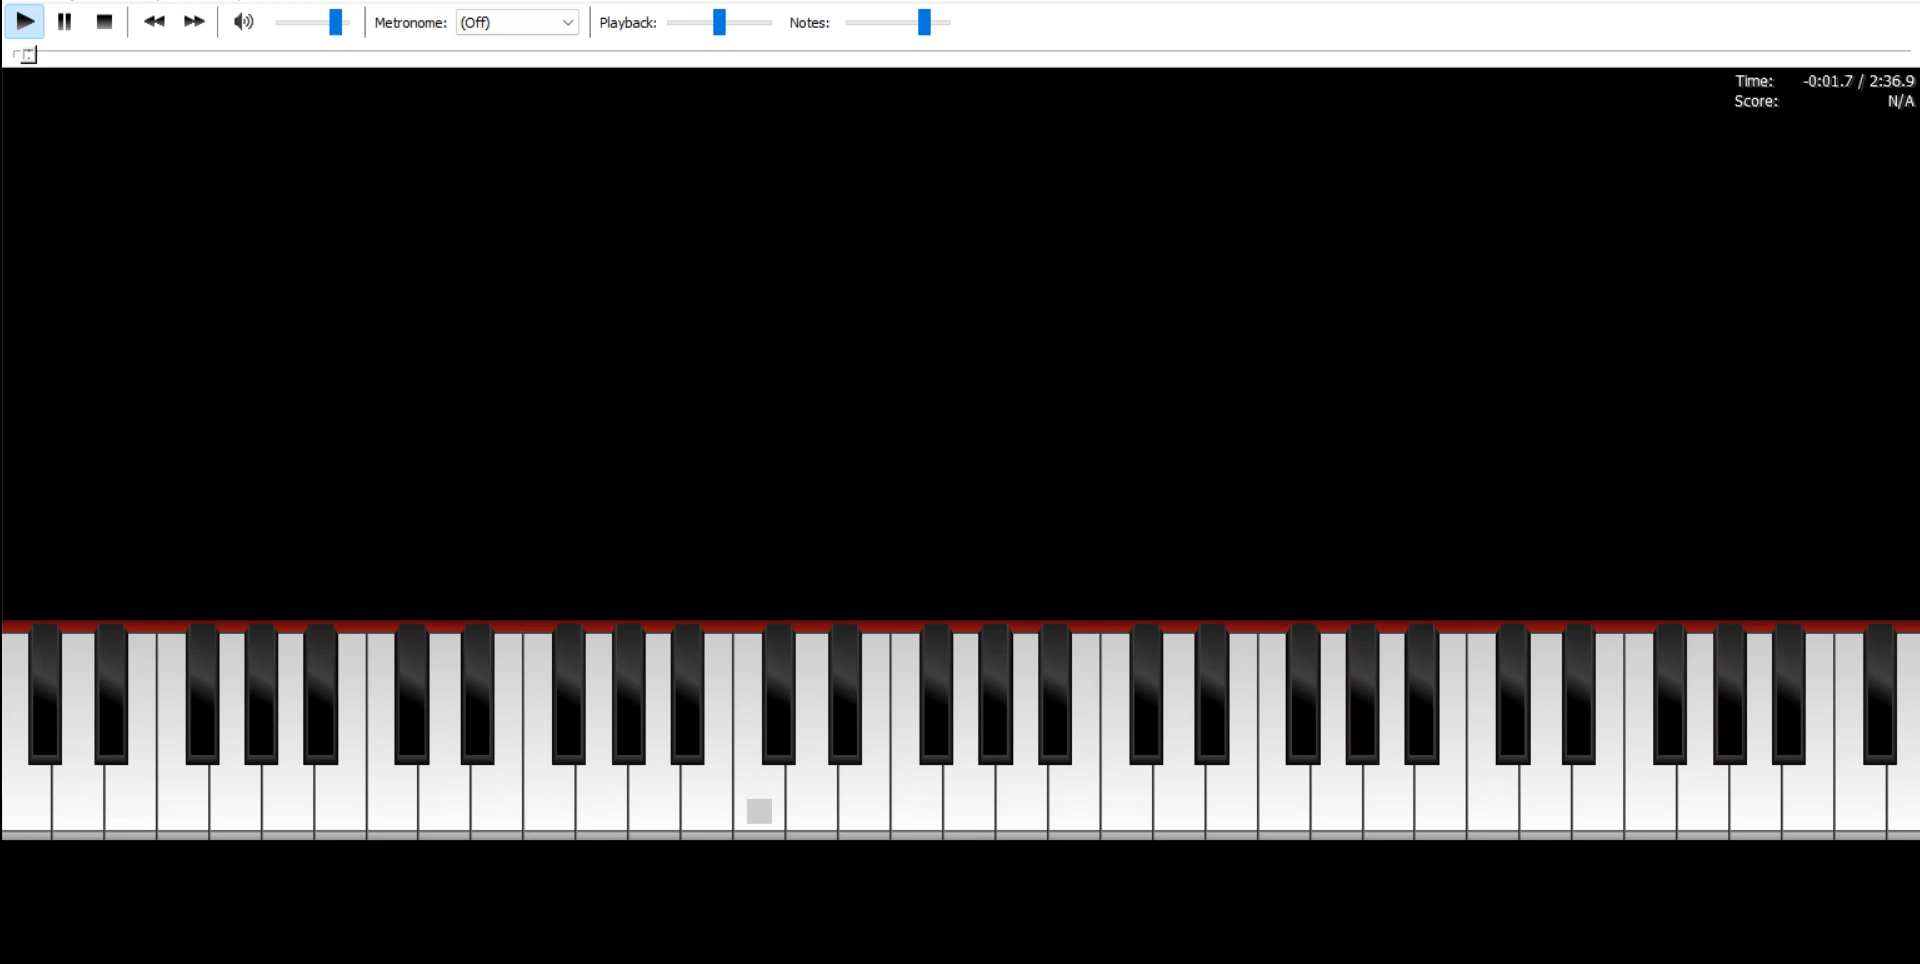 Metronome: (Off) Playback: Notes:
Time: -0:01.7 / 2:36.9
Score: N/A